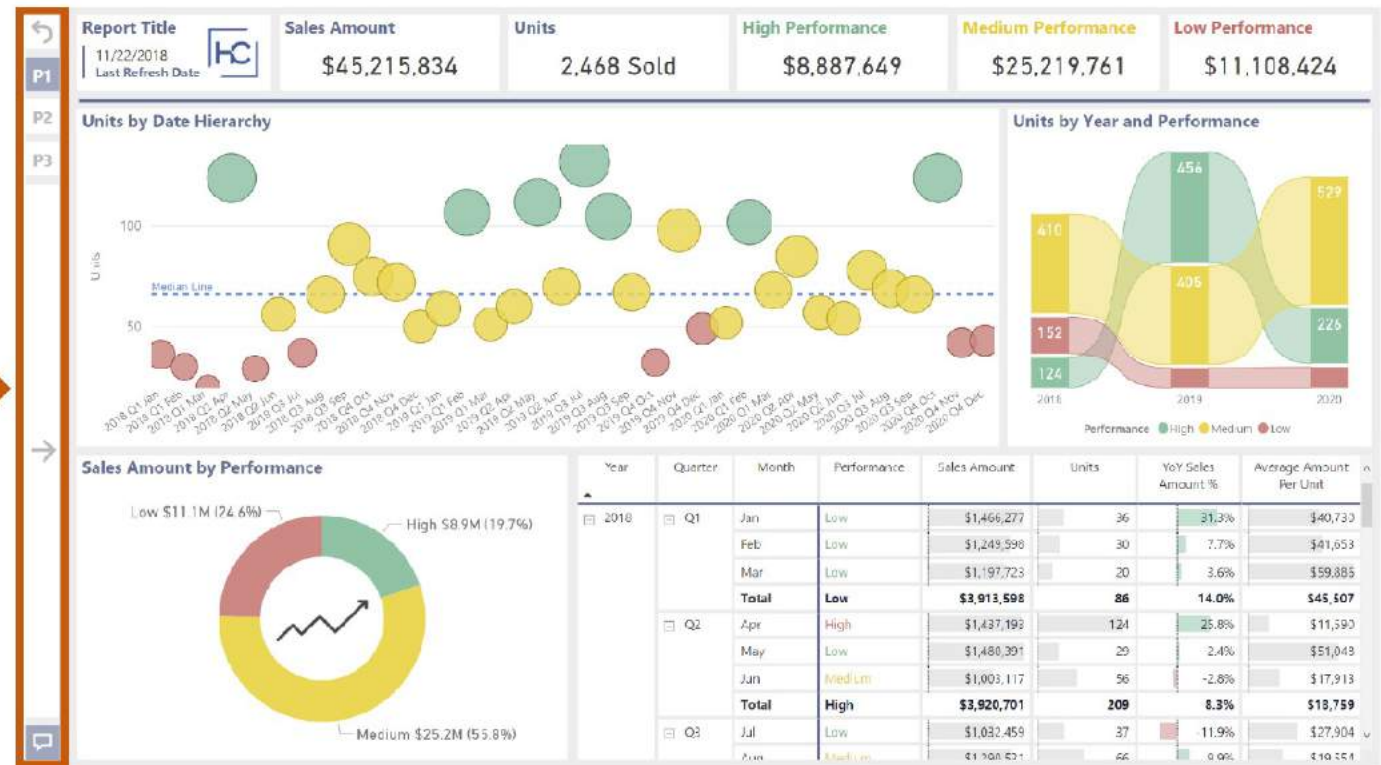 P1
P2
P3
Report Title
11/22/2018
Last Refresh Date
HC
Sales Amount
$45,215,834
Units
2,468 Sold
High Performance
$8,887,649
Medium Performance
$25,219,761
Low Performance
$11,108,424
Units by Date Hierarchy
Units
100
50
Median Line
2018 Q1 Jan
2018 Q1 Feb
2018 Q1 Mar
2018 Q2 Apr
2018 Q2 May
2018 Q2 Jun
2018 Q3 Jul
2018 Q3 Aug
2018 Q3 Sep
2018 Q4 Oct
2018 Q4 Nov
2018 Q4 Dec
2019 Q1 Jan
2019 Q1 Feb
2019 Q1 Mar
2019 Q2 Apr
2019 Q2 May
2019 Q2 Jun
2019 Q3 Jul
2019 Q3 Aug
2019 Q3 Sep
2019 Q4 Oct
2019 Q4 Nov
2019 Q4 Dec
2020 Q1 Jan
2020 Q1 Feb
2020 Q1 Mar
2020 Q2 Apr
2020 Q2 May
2020 Q2 Jun
2020 Q3 Jul
2020 Q3 Aug
2020 Q3 Sep
2020 Q4 Oct
2020 Q4 Nov
2020 Q4 Dec
Units by Year and Performance
410
152
124
456
405
529
226
2018 2019 2020
Performance High Medium Low
Sales Amount by Performance
Low $11.1M (24.6%)
High $8.9M (19.7%)
Medium $25.2M (55.8%)
Year Quarter Month Performance Sales Amount Units YoY Sales Amount % Average Amount Per Unit
2018 Q1 Jan Low $1,466,277 36 31.3% $40,730
Feb Low $1,249,598 30 7.7% $41,653
Mar Low $1,197,723 20 3.6% $59,886
Total Low $3,913,598 86 14.0% $45,507
Q2 Apr High $1,437,193 124 25.8% $11,590
May Low $1,480,391 29 2.4% $51,048
Jun Medium $1,003,117 56 -2.8% $17,913
Total High $3,920,701 209 8.3% $18,759
Q3 Jul Low $1,032,459 37 -11.9% $27,904
Aug Medium 66 9.9%